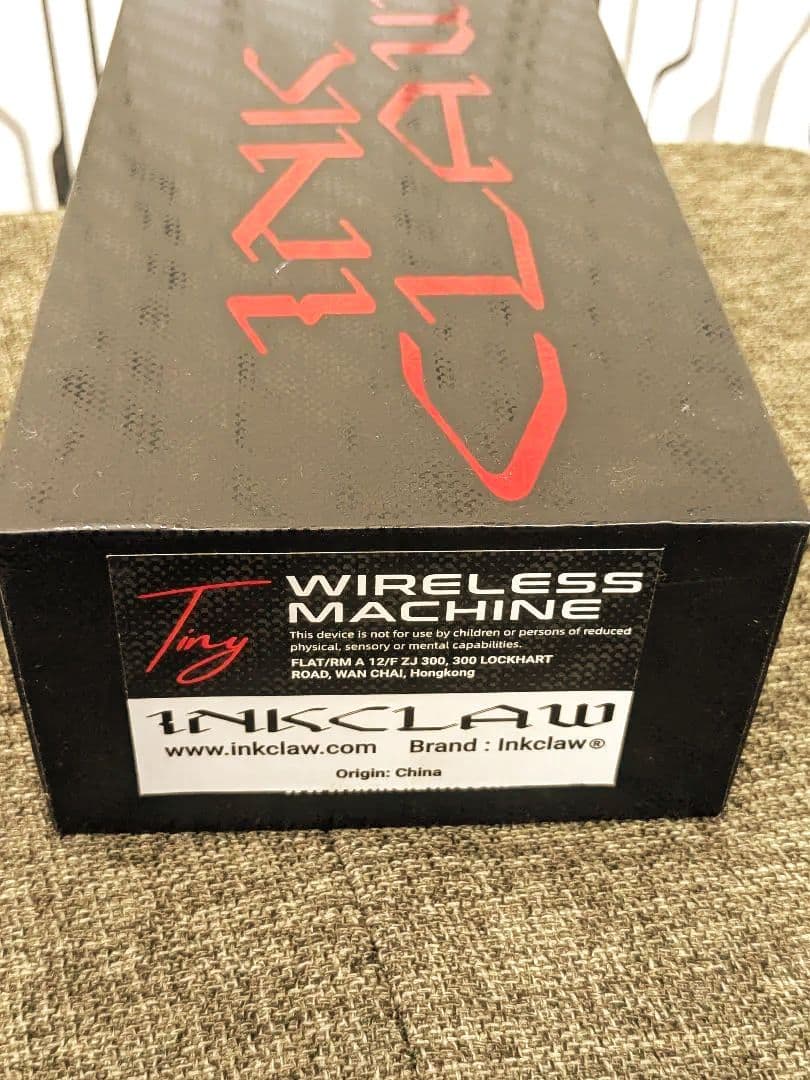 INK
CLAW
Tiny
WIRELESS
MACHINE
This device is not for use by children or persons of reduced
physical, sensory or mental capabilities.
FLAT/RM A 12/F ZJ 300, 300 LOCKHART
ROAD, WAN CHAI, Hongkong
INKCLAW
www.inkclaw.com Brand : Inkclaw®
Origin: China